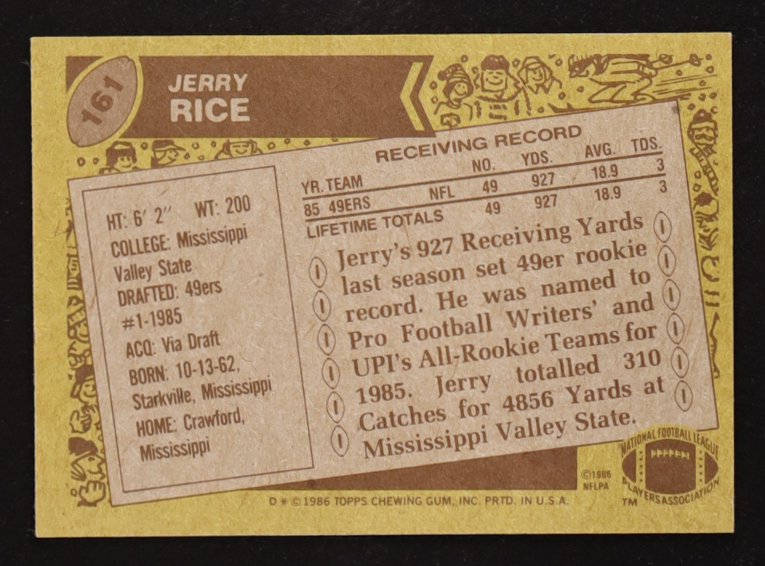 161
JERRY
RICE
RECEIVING RECORD
YR. TEAM NO. YDS. AVG. TDS.
85 49ERS NFL 49 927 18.9 3
LIFETIME TOTALS 49 927 18.9 3
HT: 6' 2" WT: 200
COLLEGE: Mississippi
Valley State
DRAFTED: 49ers
#1-1985
ACQ: Via Draft
BORN: 10-13-62,
Starkville, Mississippi
HOME: Crawford,
Mississippi
Jerry's 927 Receiving Yards
last season set 49er rookie
record. He was named to
Pro Football Writers' and
UPI's All-Rookie Teams for
1985. Jerry totalled 310
Catches for 4856 Yards at
Mississippi Valley State.
©1986
NFLPA
NATIONAL FOOTBALL LEAGUE
PLAYERS ASSOCIATION
TM
D * © 1986 TOPPS CHEWING GUM, INC. PRTD. IN U.S.A.